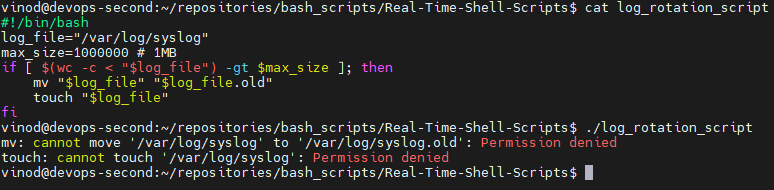 vinod@devops-second:~/repositories/bash_scripts/Real-Time-Shell-Scripts$ cat log_rotation_script
#!/bin/bash
log_file="/var/log/syslog"
max_size=1000000 # 1MB
if [ $(wc -c < "$log_file") -gt $max_size ]; then
    mv "$log_file" "$log_file.old"
    touch "$log_file"
fi
vinod@devops-second:~/repositories/bash_scripts/Real-Time-Shell-Scripts$ ./log_rotation_script
mv: cannot move '/var/log/syslog' to '/var/log/syslog.old': Permission denied
touch: cannot touch '/var/log/syslog': Permission denied
vinod@devops-second:~/repositories/bash_scripts/Real-Time-Shell-Scripts$